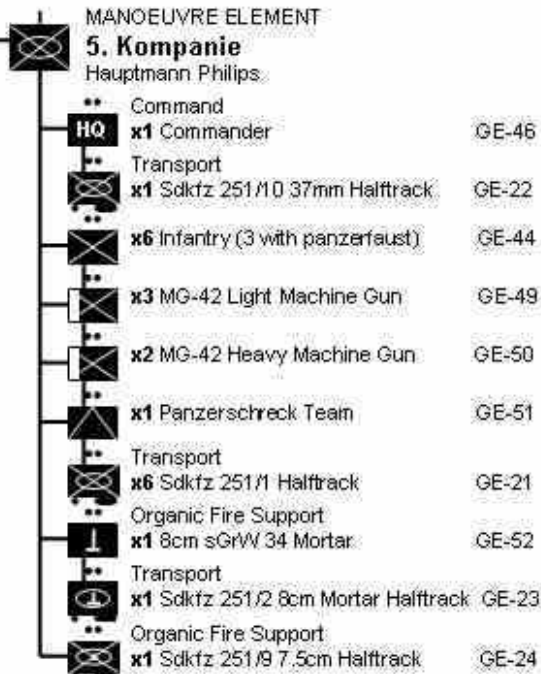 MANOEUVRE ELEMENT
5. Kompanie
Hauptmann Philips
Command
HQ x1 Commander GE-46
Transport
x1 Sdkfz 251/10 37mm Halftrack GE-22
x6 Infantry (3 with panzerfaust) GE-44
x3 MG-42 Light Machine Gun GE-49
x2 MG-42 Heavy Machine Gun GE-50
x1 Panzerschreck Team GE-51
Transport
x6 Sdkfz 251/1 Halftrack GE-21
Organic Fire Support
x1 8cm sGrW 34 Mortar GE-52
Transport
x1 Sdkfz 251/2 8cm Mortar Halftrack GE-23
Organic Fire Support
x1 Sdkfz 251/9 7.5cm Halftrack GE-24